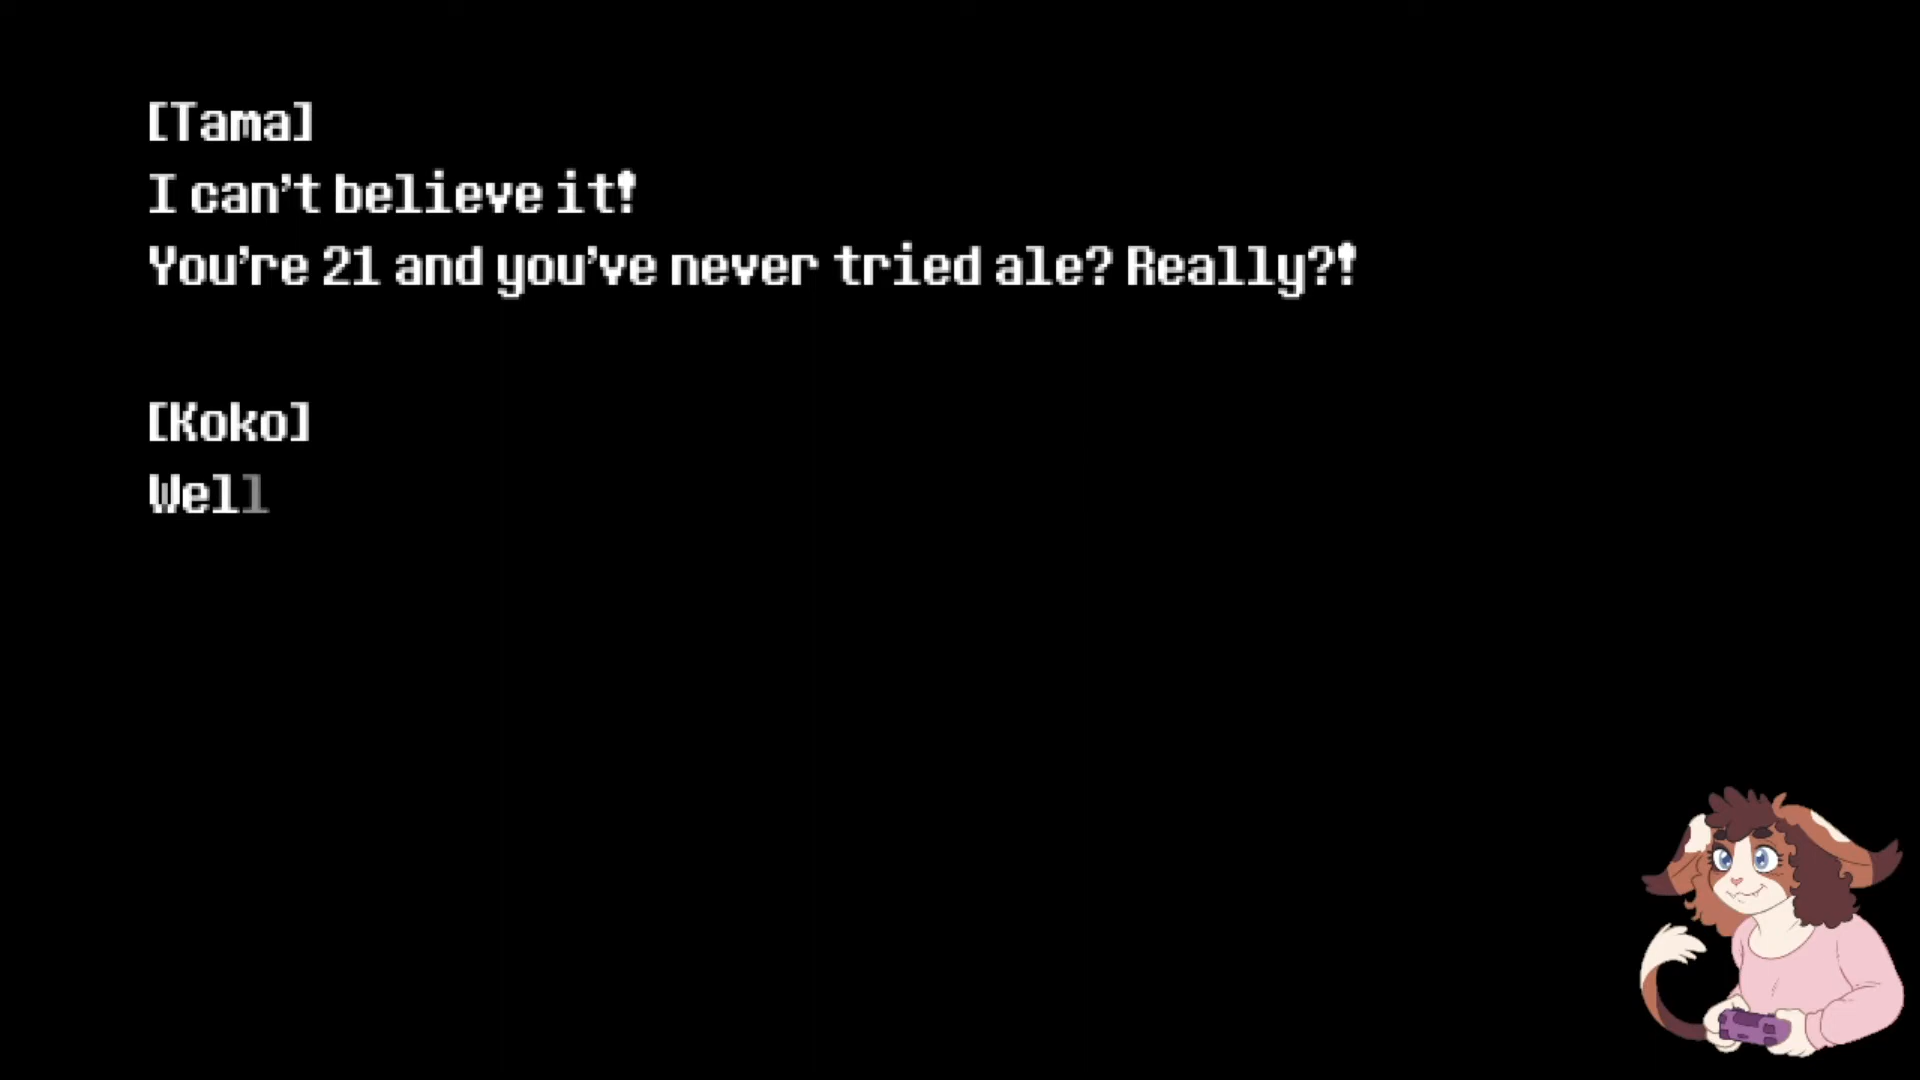 [Tama]
I can't believe it!
You're 21 and you've never tried ale? Really?!
[Koko]
Well